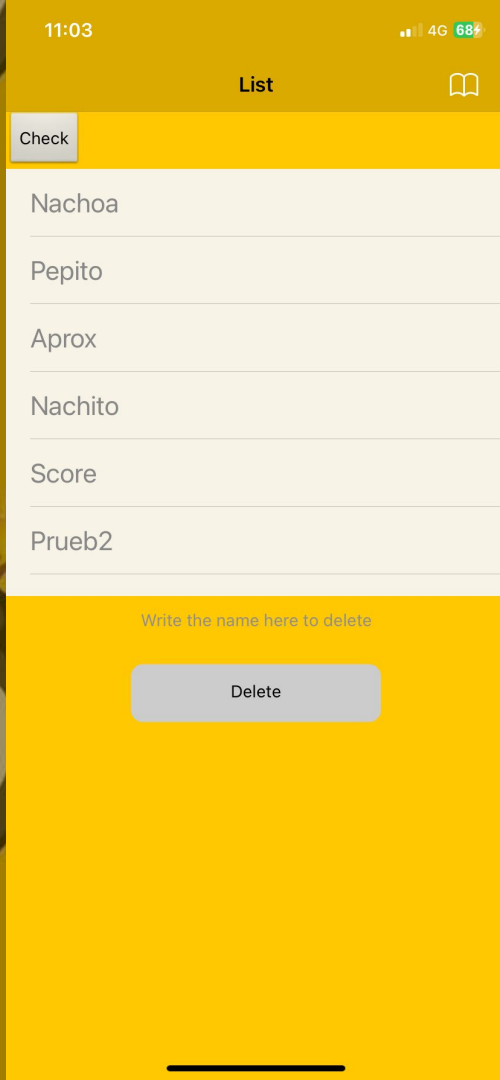 11:03
4G
68
List
Check
Nachoa
Pepito
Aprox
Nachito
Score
Prueb2
Write the name here to delete
Delete